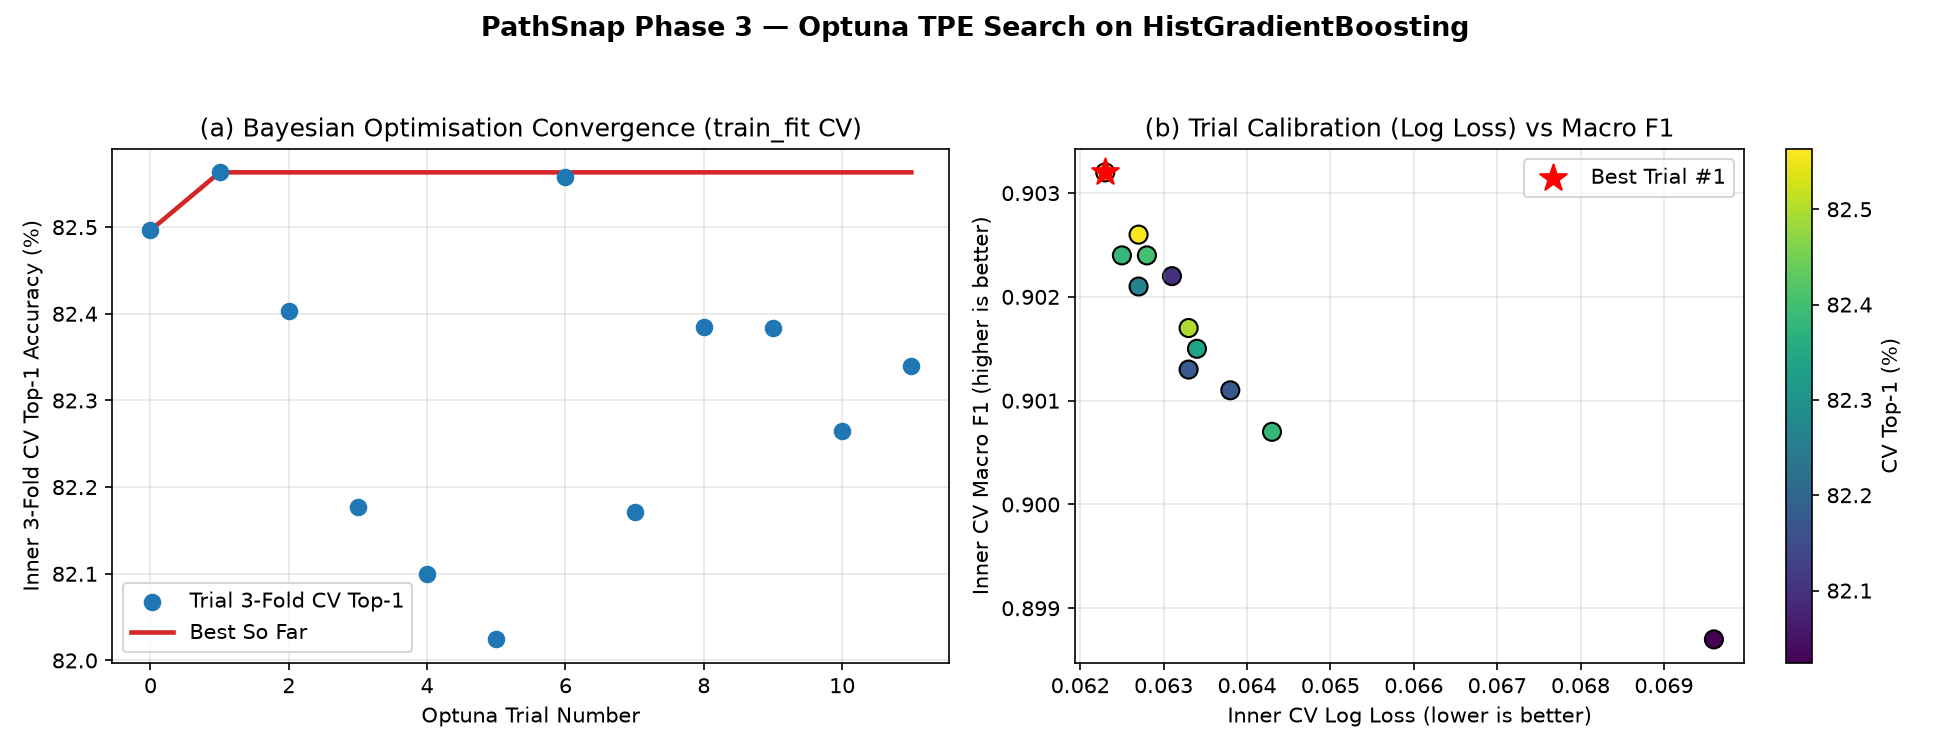 PathSnap Phase 3 — Optuna TPE Search on HistGradientBoosting
(a) Bayesian Optimisation Convergence (train_fit CV)
Inner 3-Fold CV Top-1 Accuracy (%)
82.5
82.4
82.3
82.2
82.1
82.0
Trial 3-Fold CV Top-1
Best So Far
0 2 4 6 8 10
Optuna Trial Number
(b) Trial Calibration (Log Loss) vs Macro F1
Inner CV Macro F1 (higher is better)
0.903
0.902
0.901
0.900
0.899
Best Trial #1
0.062 0.063 0.064 0.065 0.066 0.067 0.068 0.069
Inner CV Log Loss (lower is better)
82.5
82.4
82.3
82.2
82.1
CV Top-1 (%)